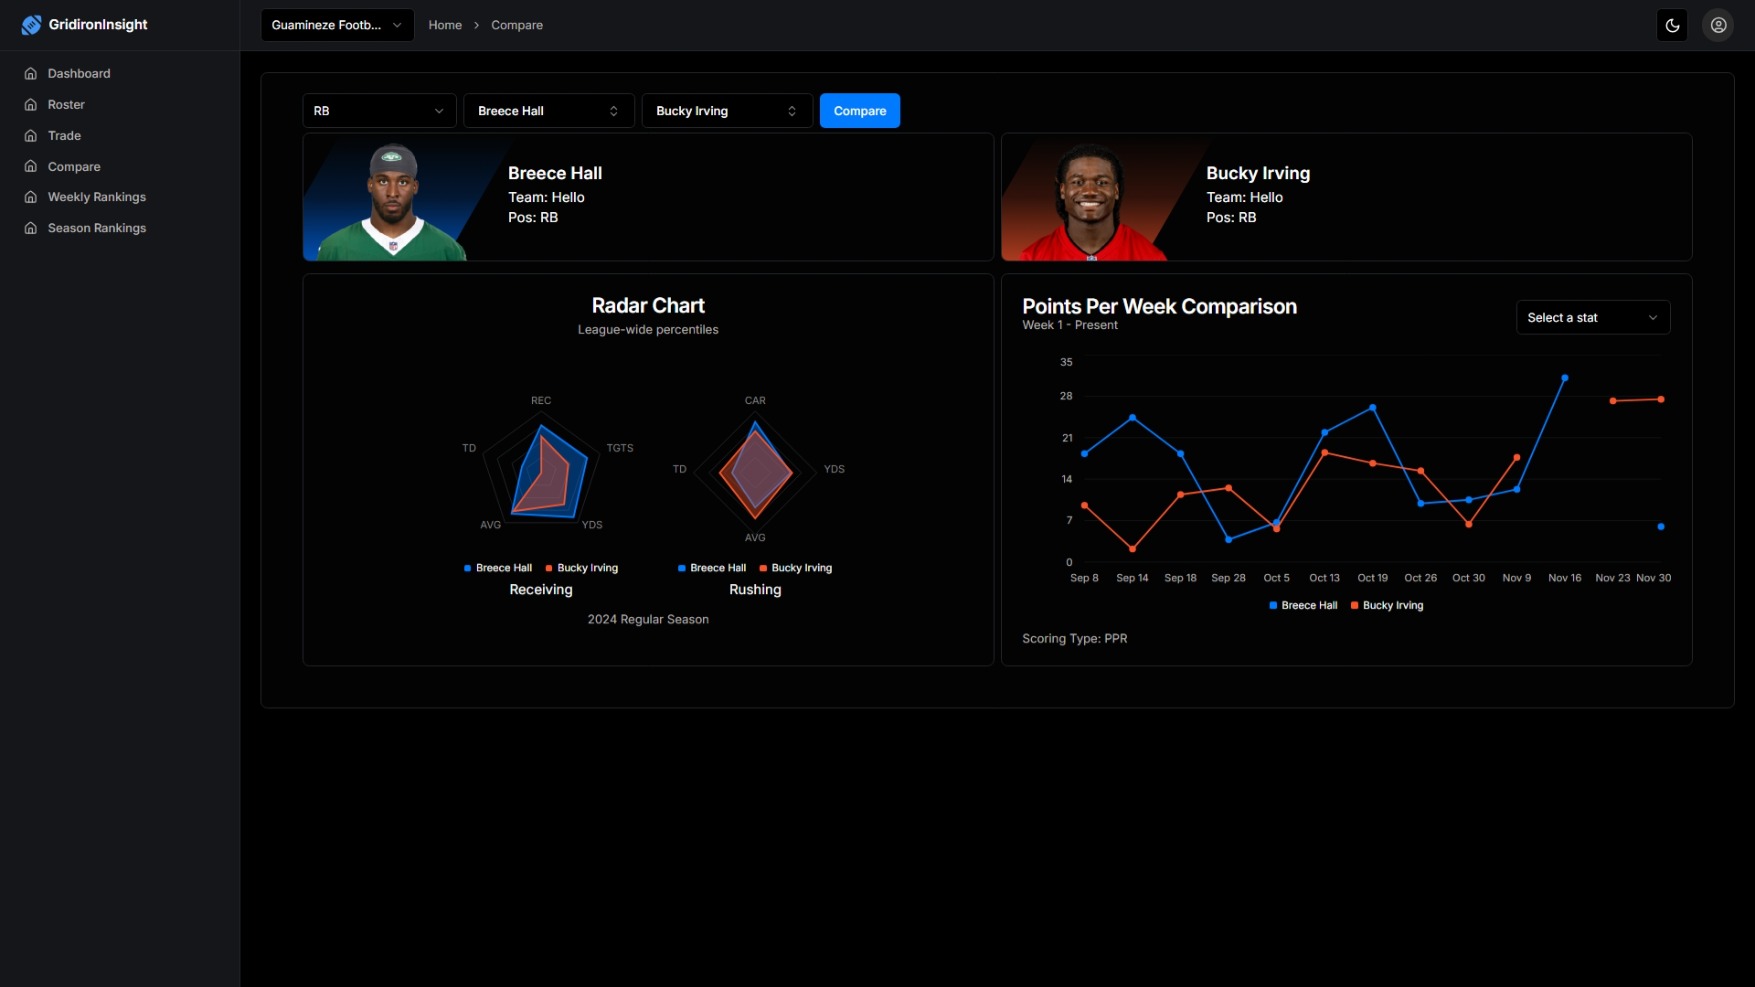 GridironInsight
Guamineze Footb...
Home > Compare
Dashboard
Roster
Trade
Compare
Weekly Rankings
Season Rankings
RB
Breece Hall
Bucky Irving
Compare
Breece Hall
Team: Hello
Pos: RB
Bucky Irving
Team: Hello
Pos: RB
Radar Chart
League-wide percentiles
REC
TGTS
YDS
AVG
TD
Breece Hall
Bucky Irving
Receiving
CAR
YDS
AVG
TD
Breece Hall
Bucky Irving
Rushing
2024 Regular Season
Points Per Week Comparison
Week 1 - Present
Select a stat
35
28
21
14
7
0
Sep 8 Sep 14 Sep 18 Sep 28 Oct 5 Oct 13 Oct 19 Oct 26 Oct 30 Nov 9 Nov 16 Nov 23 Nov 30
Breece Hall
Bucky Irving
Scoring Type: PPR